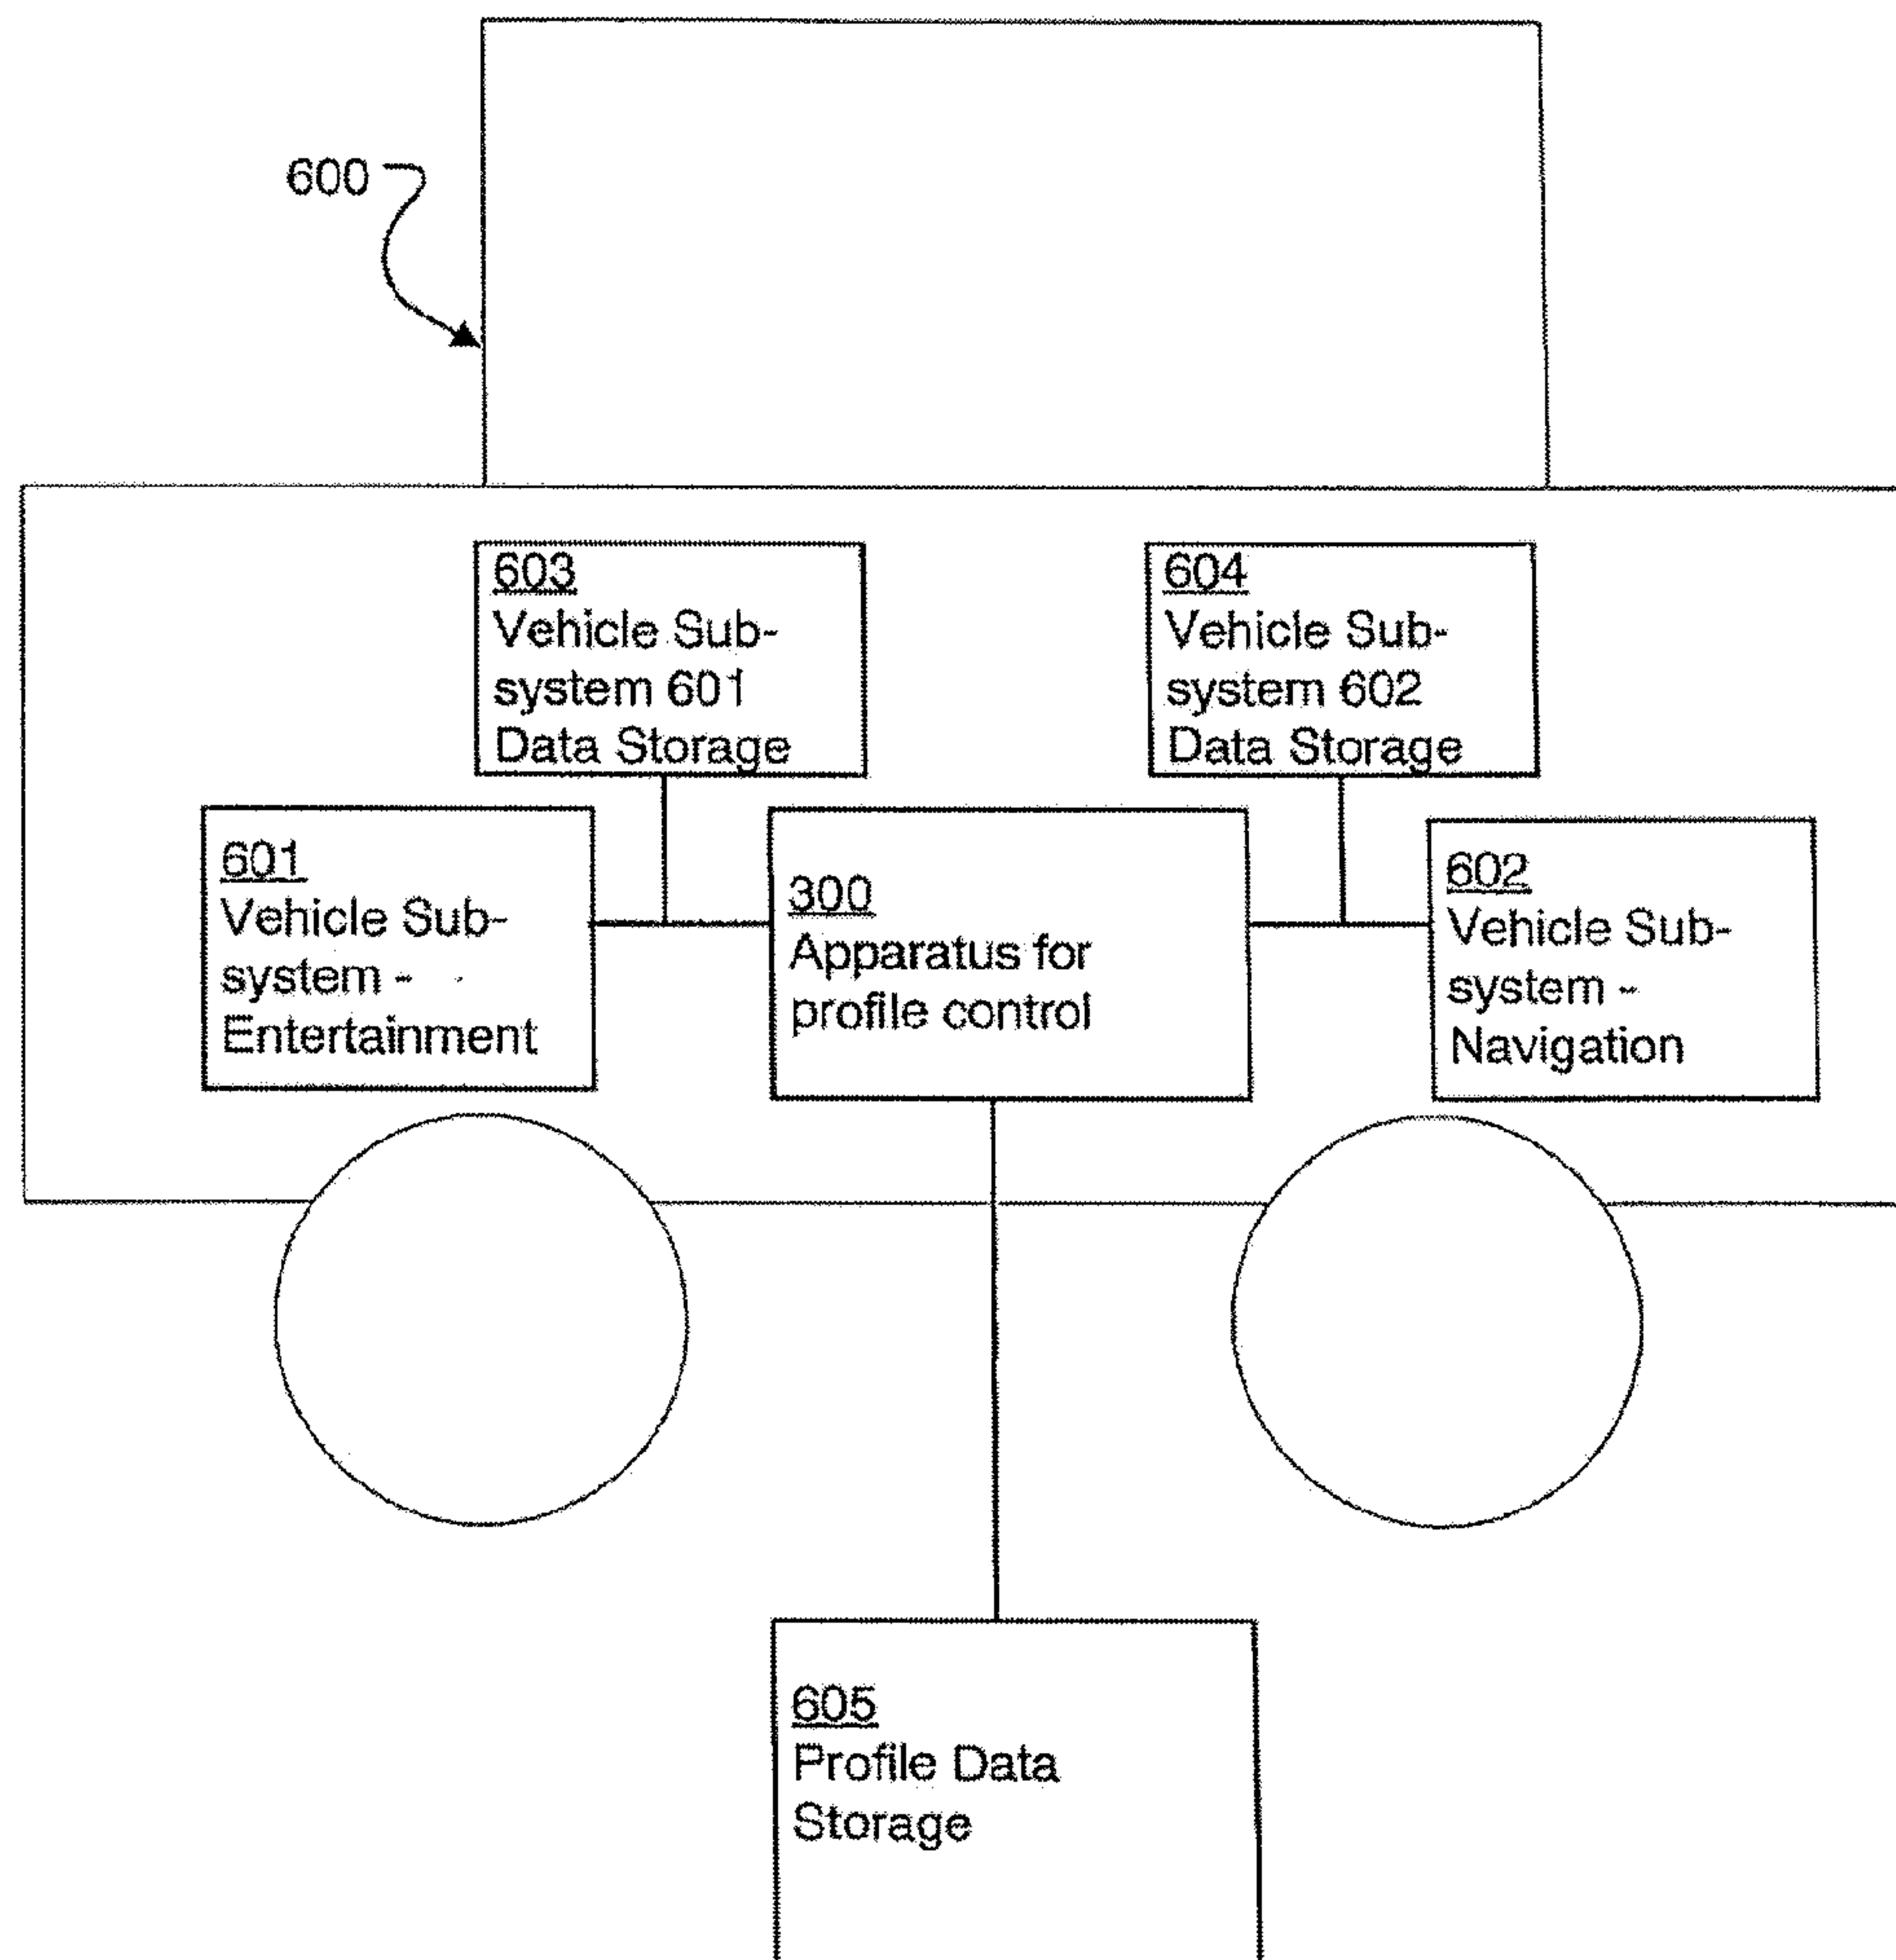 600
603
Vehicle Sub-
system 601
Data Storage
604
Vehicle Sub-
system 602
Data Storage
601
Vehicle Sub-
system -
Entertainment
300
Apparatus for
profile control
602
Vehicle Sub-
system -
Navigation
605
Profile Data
Storage